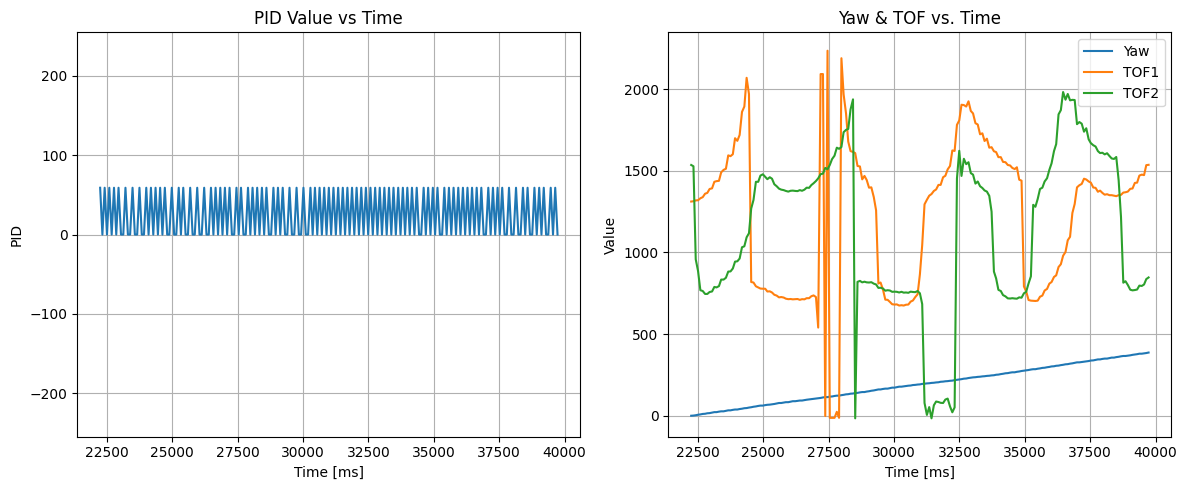 PID Value vs Time
PID
200
100
0
−100
−200
22500 25000 27500 30000 32500 35000 37500 40000
Time [ms]
Yaw & TOF vs. Time
Value
2000
1500
1000
500
0
22500 25000 27500 30000 32500 35000 37500 40000
Time [ms]
Yaw
TOF1
TOF2